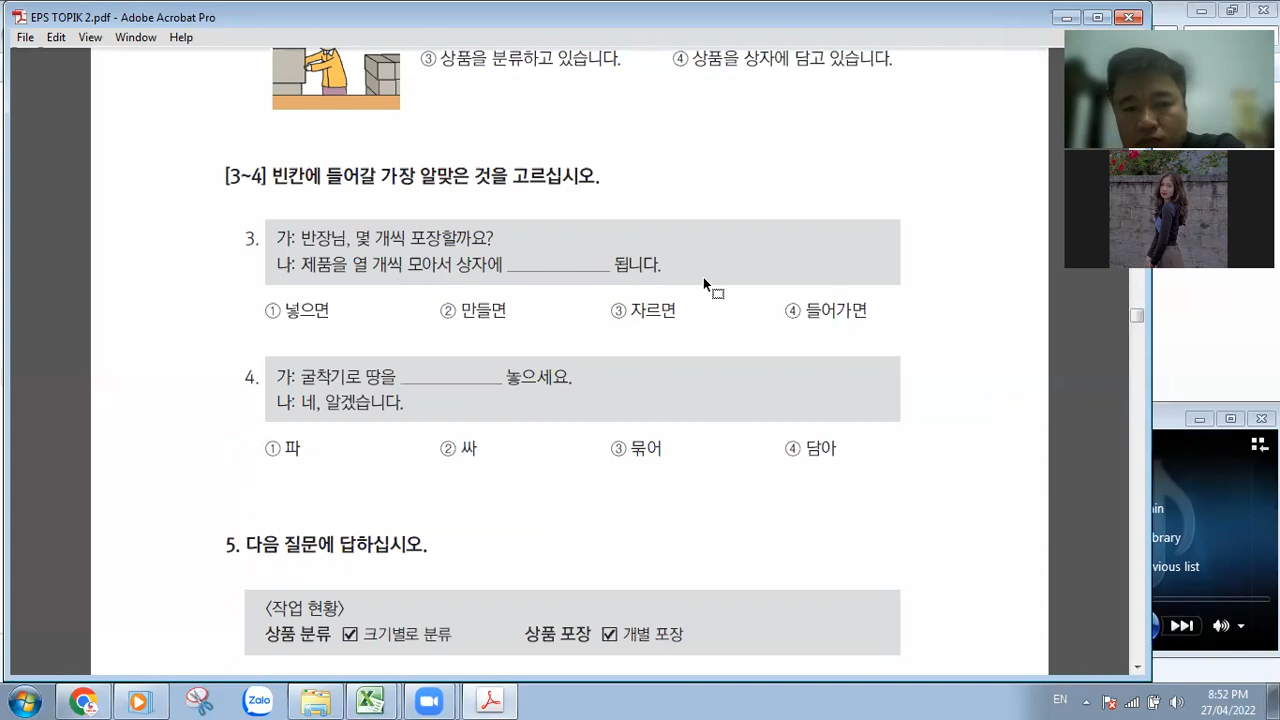 EPS TOPIK 2.pdf - Adobe Acrobat Pro
File Edit View Window Help
③ 상품을 분류하고 있습니다. ④ 상품을 상자에 담고 있습니다.
[3~4] 빈칸에 들어갈 가장 알맞은 것을 고르십시오.
3. 가: 반장님, 몇 개씩 포장할까요?
나: 제품을 열 개씩 모아서 상자에 __________ 됩니다.
① 넣으면 ② 만들면 ③ 자르면 ④ 들어가면
4. 가: 굴착기로 땅을 __________ 놓으세요.
나: 네, 알겠습니다.
① 파 ② 싸 ③ 묶어 ④ 담아
5. 다음 질문에 답하십시오.
〈작업 현황〉
상품 분류 ☑ 크기별로 분류 상품 포장 ☑ 개별 포장
ain
brary
vious list
Zalo
EN
8:52 PM
27/04/2022